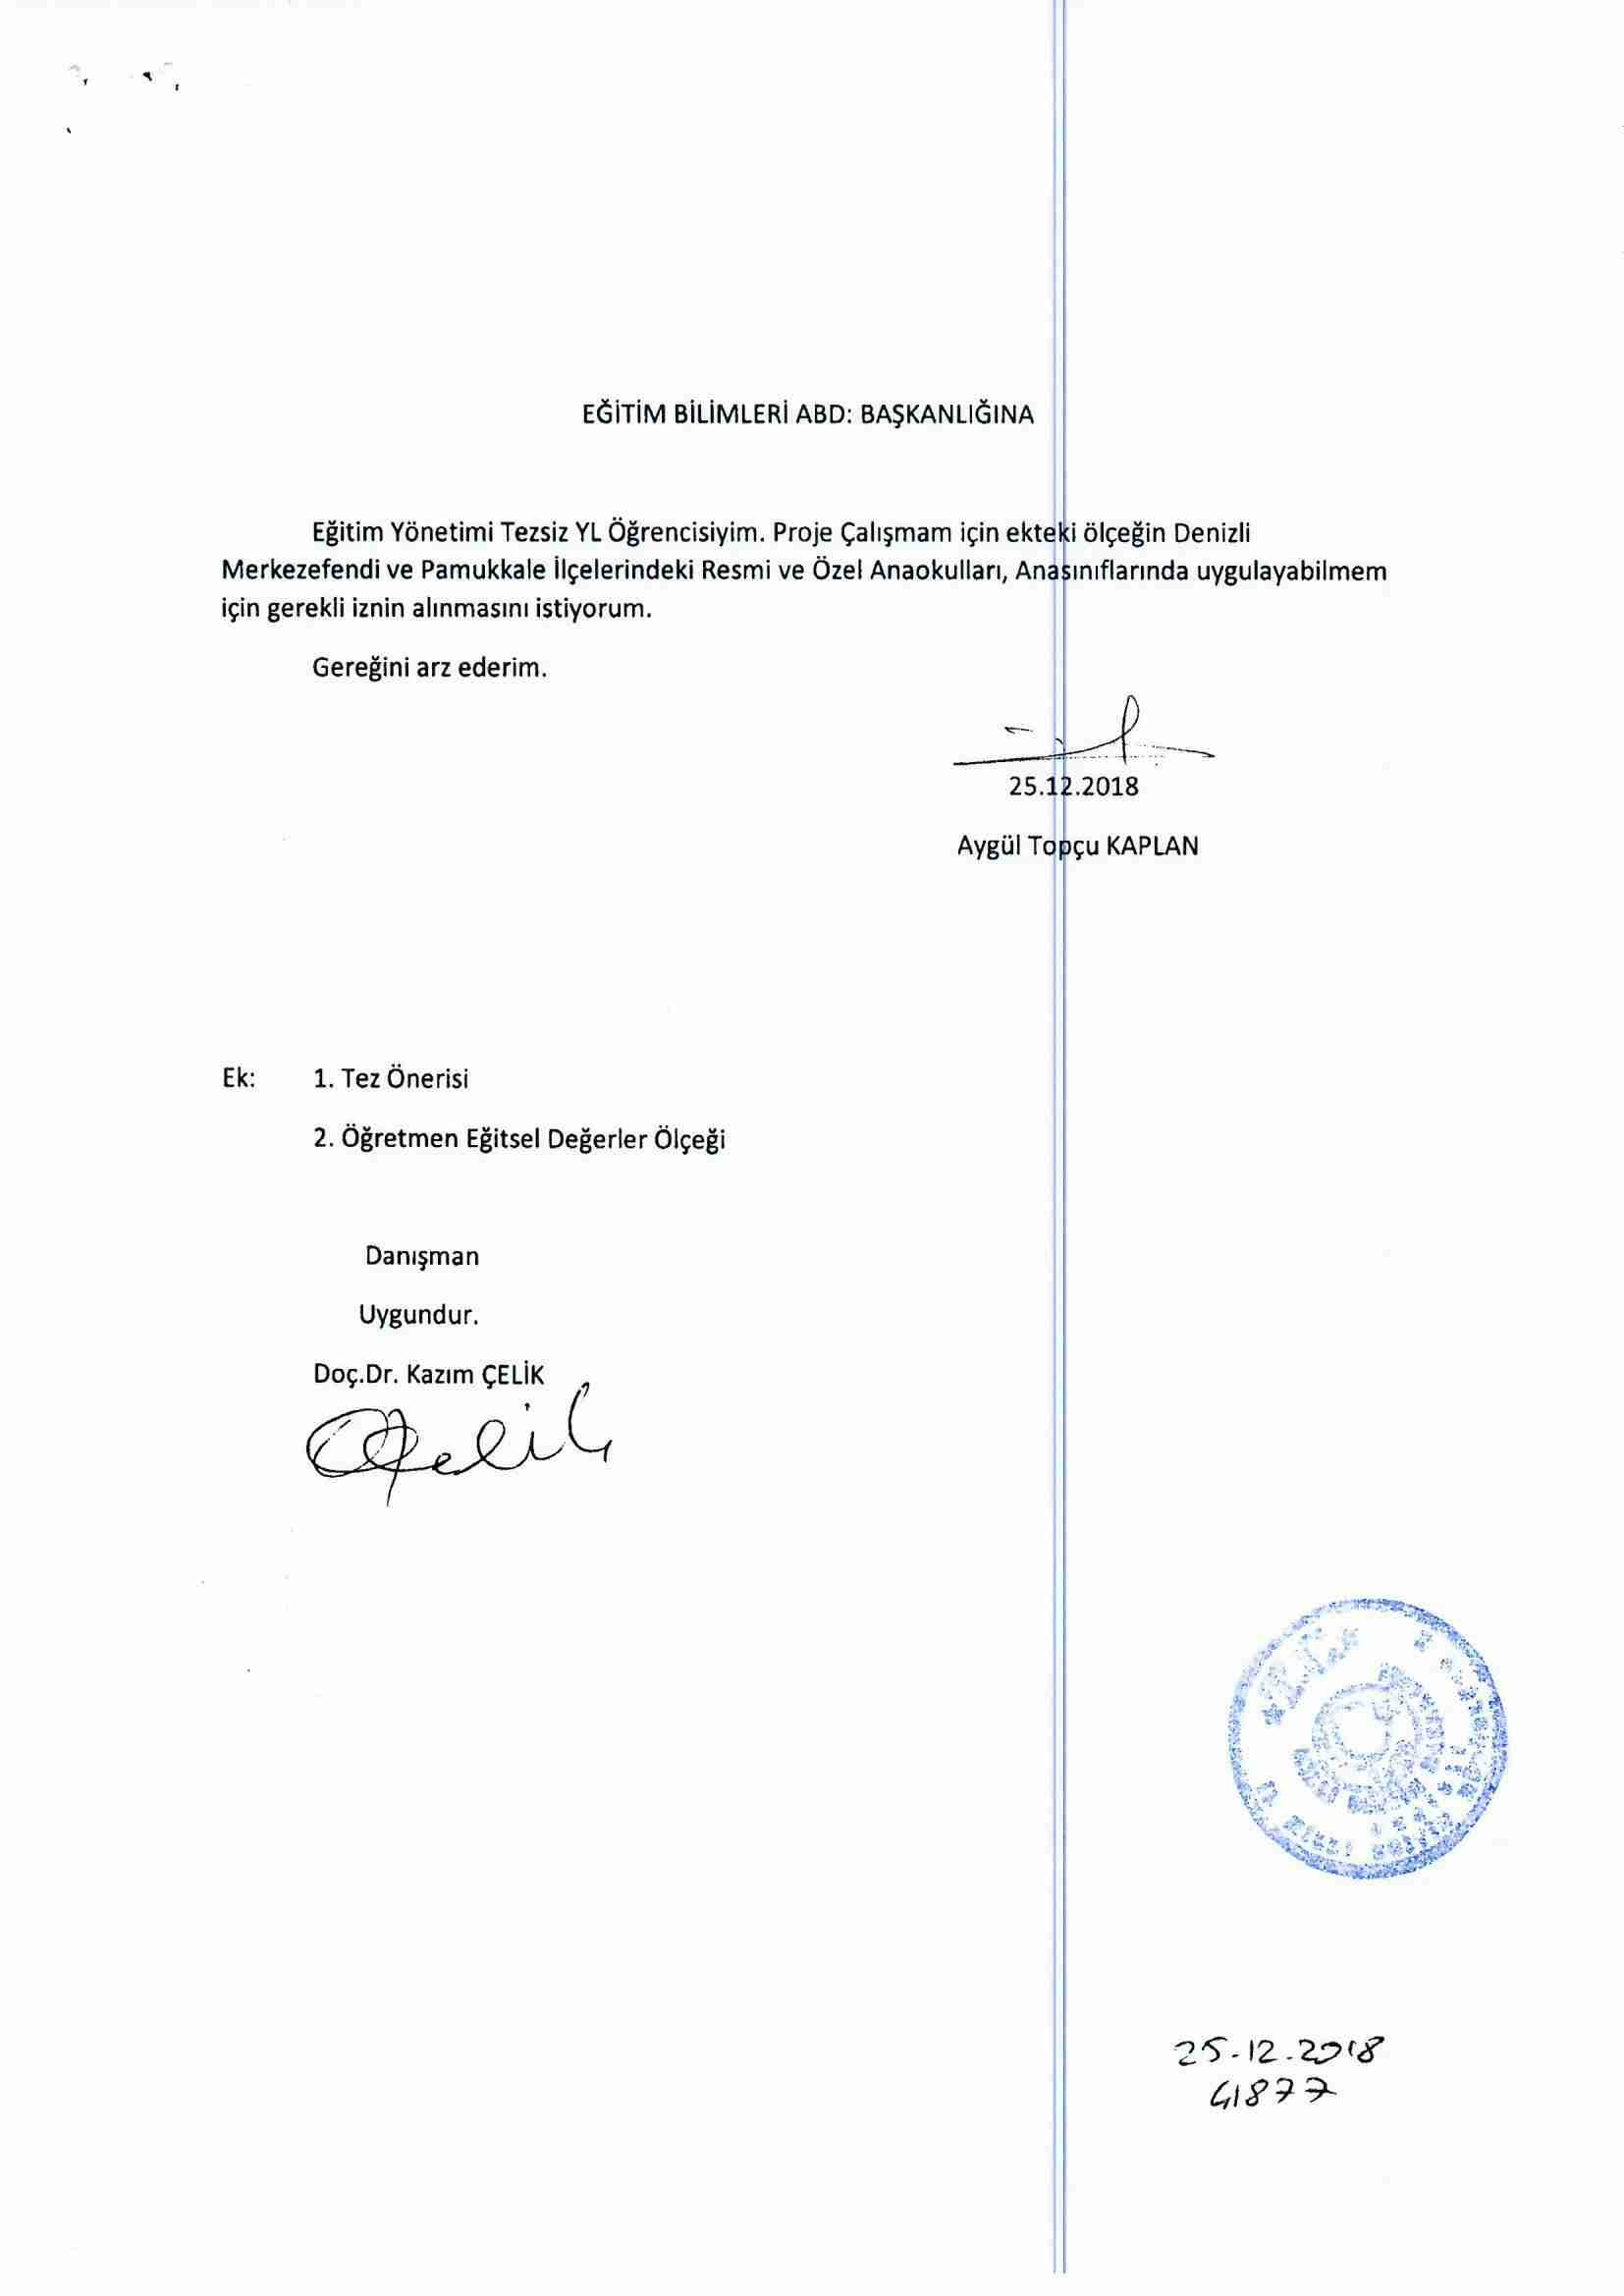 EĞİTİM BİLİMLERİ ABD: BAŞKANLIĞINA
Eğitim Yönetimi Tezsiz YL Öğrencisiyim. Proje Çalışmam için ekteki ölçeğin Denizli
Merkezefendi ve Pamukkale İlçelerindeki Resmi ve Özel Anaokulları, Anasınıflarında uygulayabilmem
için gerekli iznin alınmasını istiyorum.
Gereğini arz ederim.
25.12.2018
Aygül Topçu KAPLAN
Ek: 1. Tez Önerisi
2. Öğretmen Eğitsel Değerler Ölçeği
Danışman
Uygundur.
Doç.Dr. Kazım ÇELİK
25-12.2018
41877